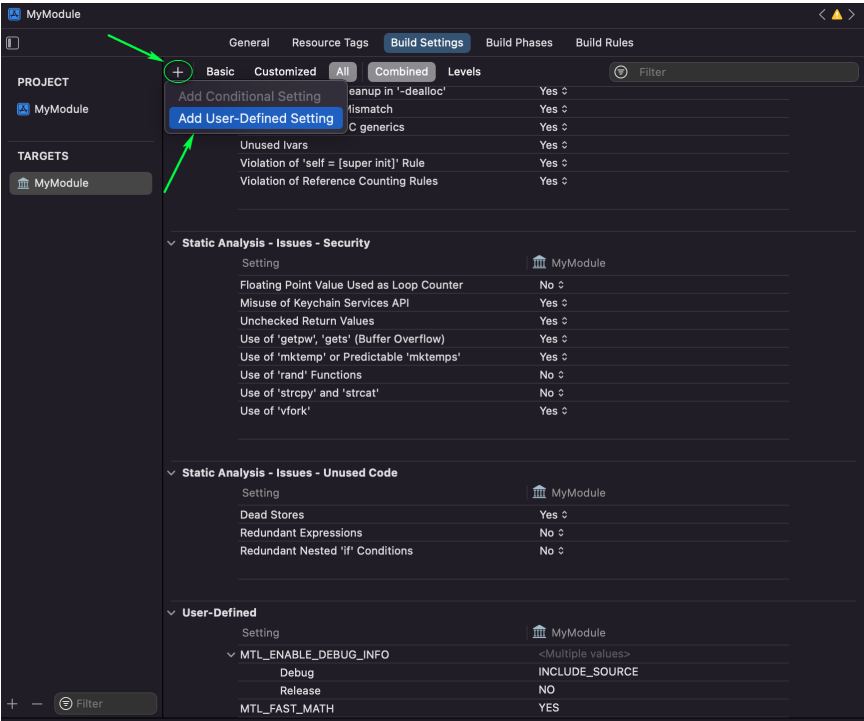 MyModule
General Resource Tags Build Settings Build Phases Build Rules
Basic Customized All Combined Levels Filter
PROJECT
MyModule
TARGETS
MyModule
Add Conditional Setting
Add User-Defined Setting
eanup in '-dealloc' Yes
Mismatch Yes
C generics Yes
Unused Ivars Yes
Violation of 'self = [super init]' Rule Yes
Violation of Reference Counting Rules Yes
Static Analysis - Issues - Security
Setting MyModule
Floating Point Value Used as Loop Counter No
Misuse of Keychain Services API Yes
Unchecked Return Values Yes
Use of 'getpw', 'gets' (Buffer Overflow) Yes
Use of 'mktemp' or Predictable 'mktemps' Yes
Use of 'rand' Functions No
Use of 'strcpy' and 'strcat' No
Use of 'vfork' Yes
Static Analysis - Issues - Unused Code
Setting MyModule
Dead Stores Yes
Redundant Expressions No
Redundant Nested 'if' Conditions No
User-Defined
Setting MyModule
MTL_ENABLE_DEBUG_INFO <Multiple values>
Debug INCLUDE_SOURCE
Release NO
MTL_FAST_MATH YES
Filter